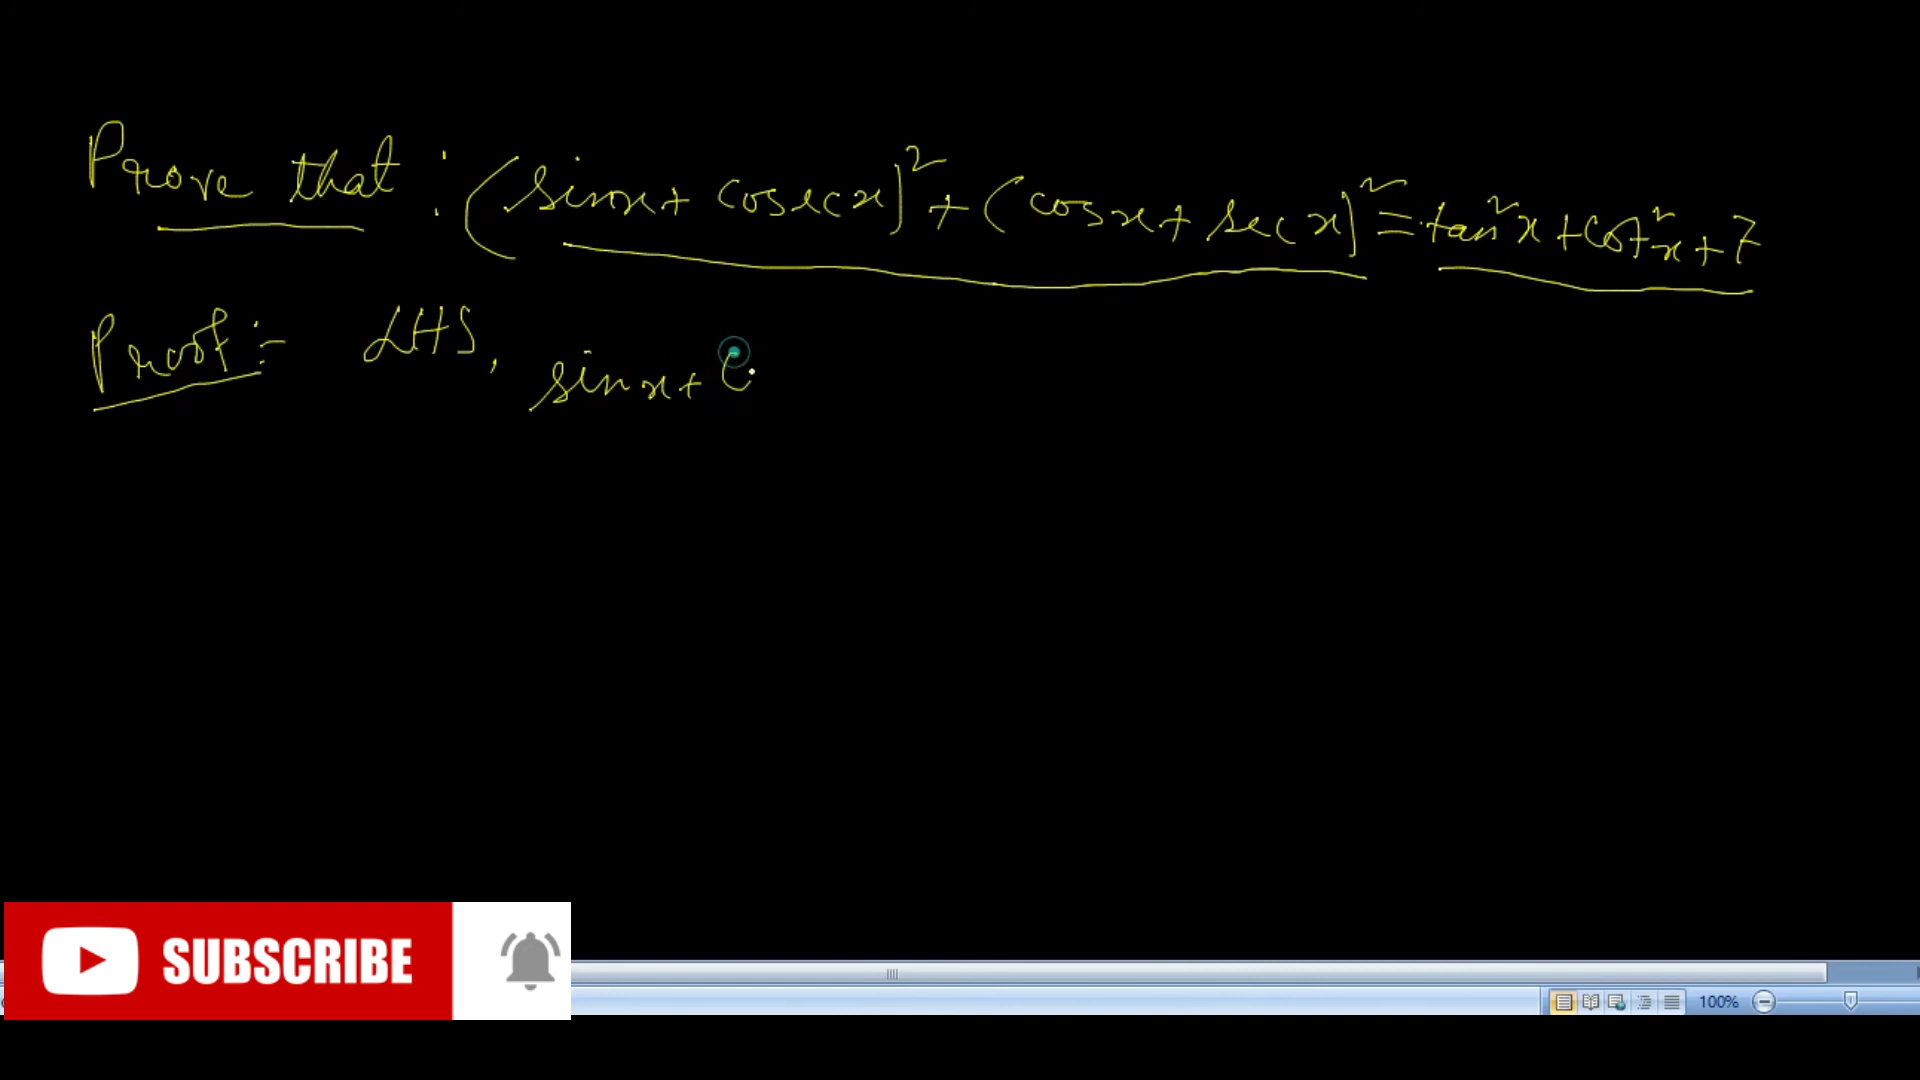 Prove that : (sinx + cosecx)² + (cosx + secx)² = tan²x + cot²x + 7
Proof:- LHS, sinx + c
SUBSCRIBE
100%